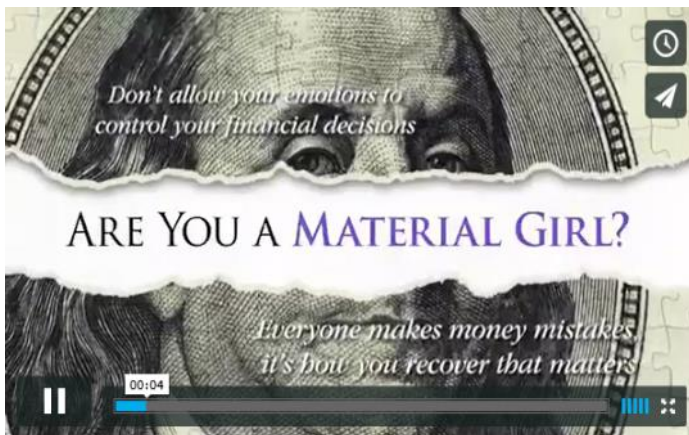 Don't allow your emotions to
control your financial decisions
ARE YOU A MATERIAL GIRL?
Everyone makes money mistakes,
it's how you recover that matters
00:04